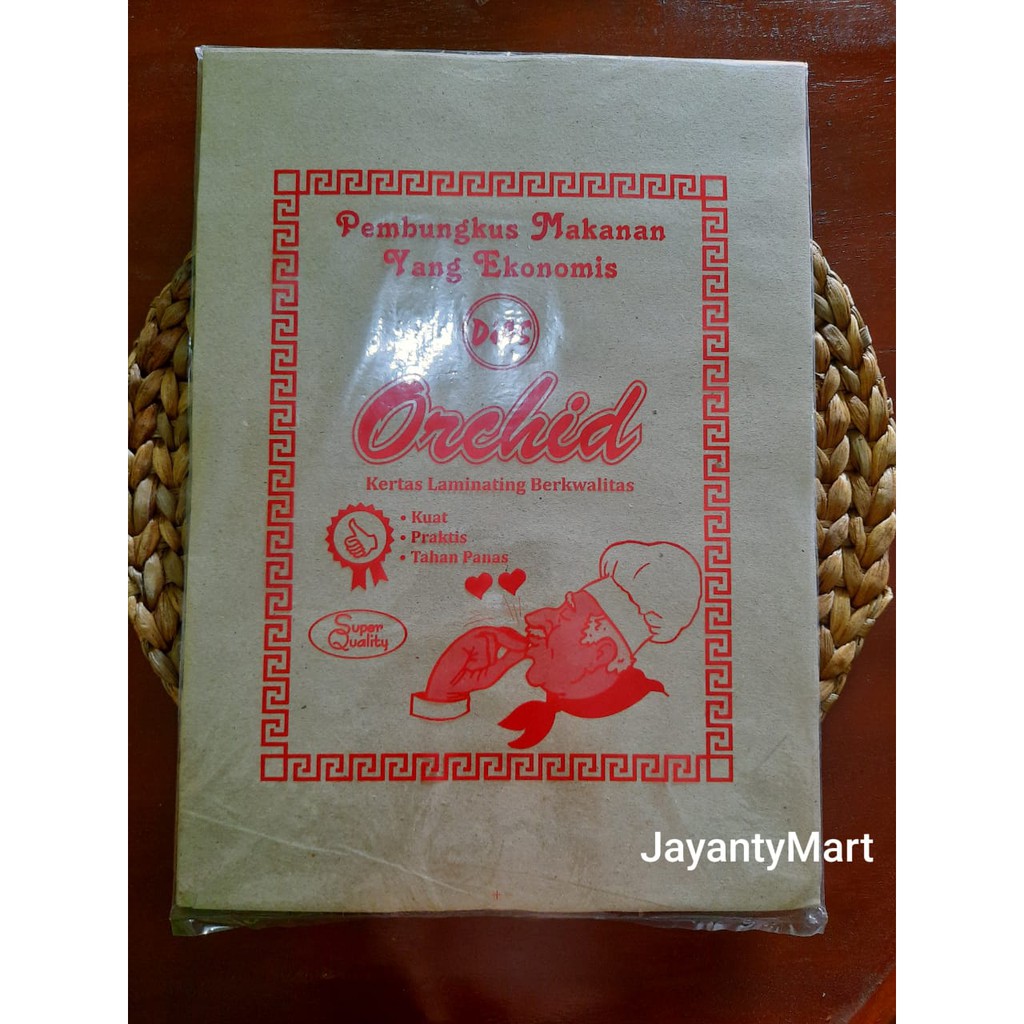 Pembungkus Makanan
Yang Ekonomis
Orchid
Kertas Laminating Berkwalitas
• Kuat
• Praktis
• Tahan Panas
Super
Quality
JayantyMart